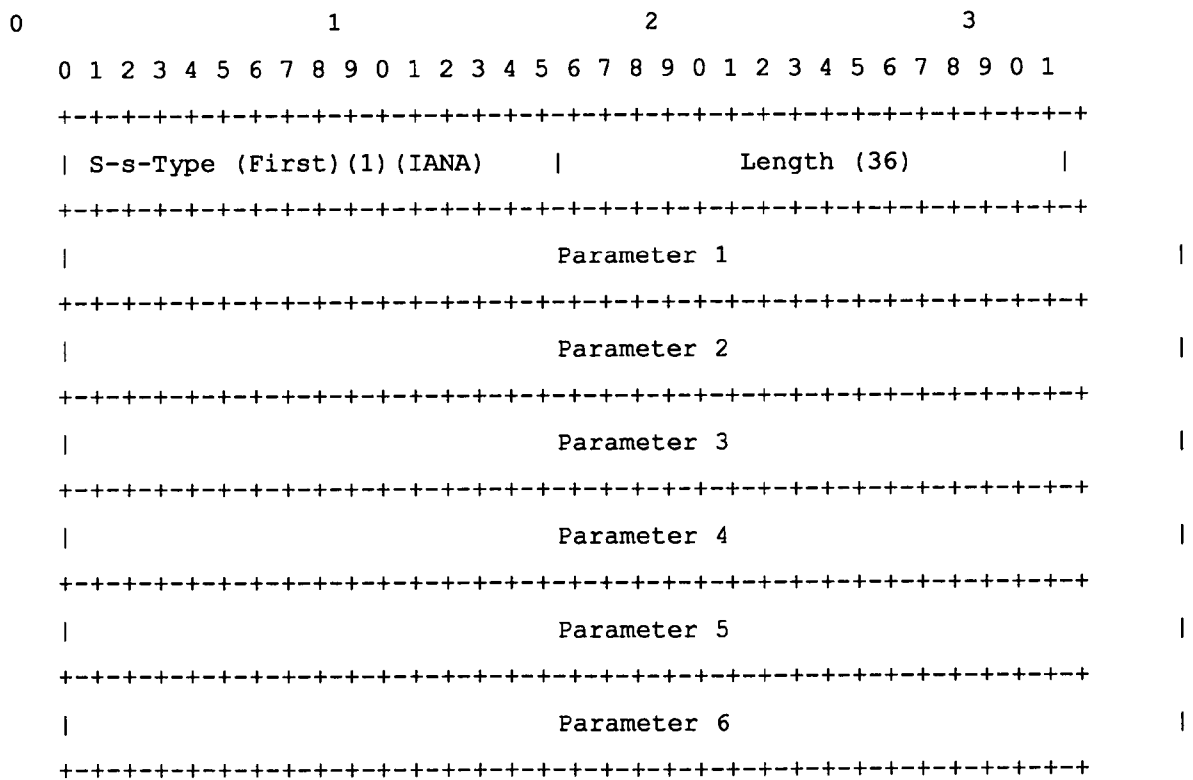 0 1 2 3
0 1 2 3 4 5 6 7 8 9 0 1 2 3 4 5 6 7 8 9 0 1 2 3 4 5 6 7 8 9 0 1
+-+-+-+-+-+-+-+-+-+-+-+-+-+-+-+-+-+-+-+-+-+-+-+-+-+-+-+-+-+-+-+-+
| S-s-Type (First)(1)(IANA) | Length (36) |
+-+-+-+-+-+-+-+-+-+-+-+-+-+-+-+-+-+-+-+-+-+-+-+-+-+-+-+-+-+-+-+-+
| Parameter 1 |
+-+-+-+-+-+-+-+-+-+-+-+-+-+-+-+-+-+-+-+-+-+-+-+-+-+-+-+-+-+-+-+-+
| Parameter 2 |
+-+-+-+-+-+-+-+-+-+-+-+-+-+-+-+-+-+-+-+-+-+-+-+-+-+-+-+-+-+-+-+-+
| Parameter 3 |
+-+-+-+-+-+-+-+-+-+-+-+-+-+-+-+-+-+-+-+-+-+-+-+-+-+-+-+-+-+-+-+-+
| Parameter 4 |
+-+-+-+-+-+-+-+-+-+-+-+-+-+-+-+-+-+-+-+-+-+-+-+-+-+-+-+-+-+-+-+-+
| Parameter 5 |
+-+-+-+-+-+-+-+-+-+-+-+-+-+-+-+-+-+-+-+-+-+-+-+-+-+-+-+-+-+-+-+-+
| Parameter 6 |
+-+-+-+-+-+-+-+-+-+-+-+-+-+-+-+-+-+-+-+-+-+-+-+-+-+-+-+-+-+-+-+-+